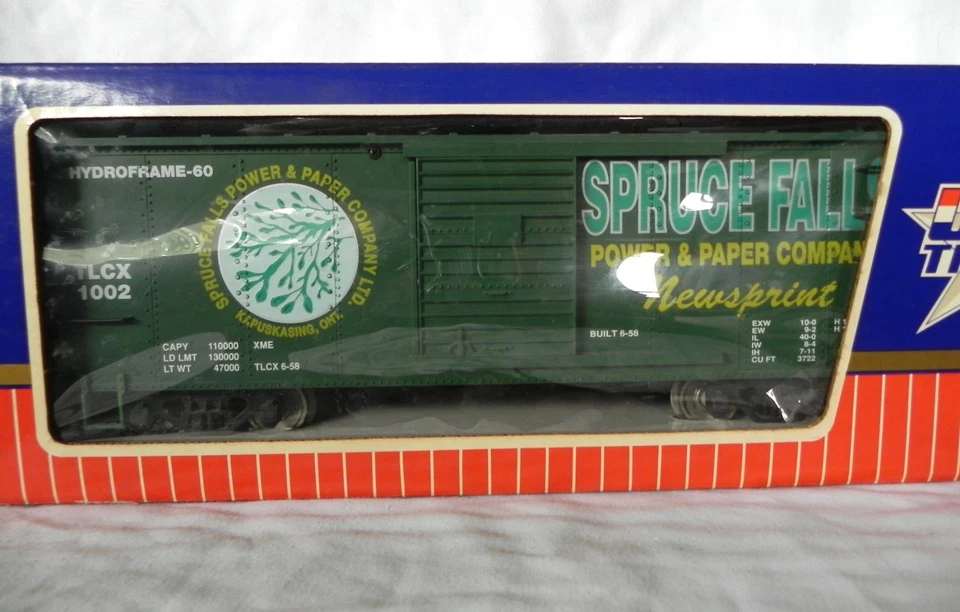 HYDROFRAME-60
SPRUCE FALLS POWER & PAPER COMPANY LTD.
KAPUSKASING, ONT.
TLCX
1002
CAPY 110000 XME
LD LMT 130000
LT WT 47000 TLCX 6-58
SPRUCE FALL
POWER & PAPER COMPAN
Newsprint
BUILT 6-58
EXW 10-0 H 1
EW 9-2 H
IL 40-0
IW 8-4
IH 7-11
CU FT 3722